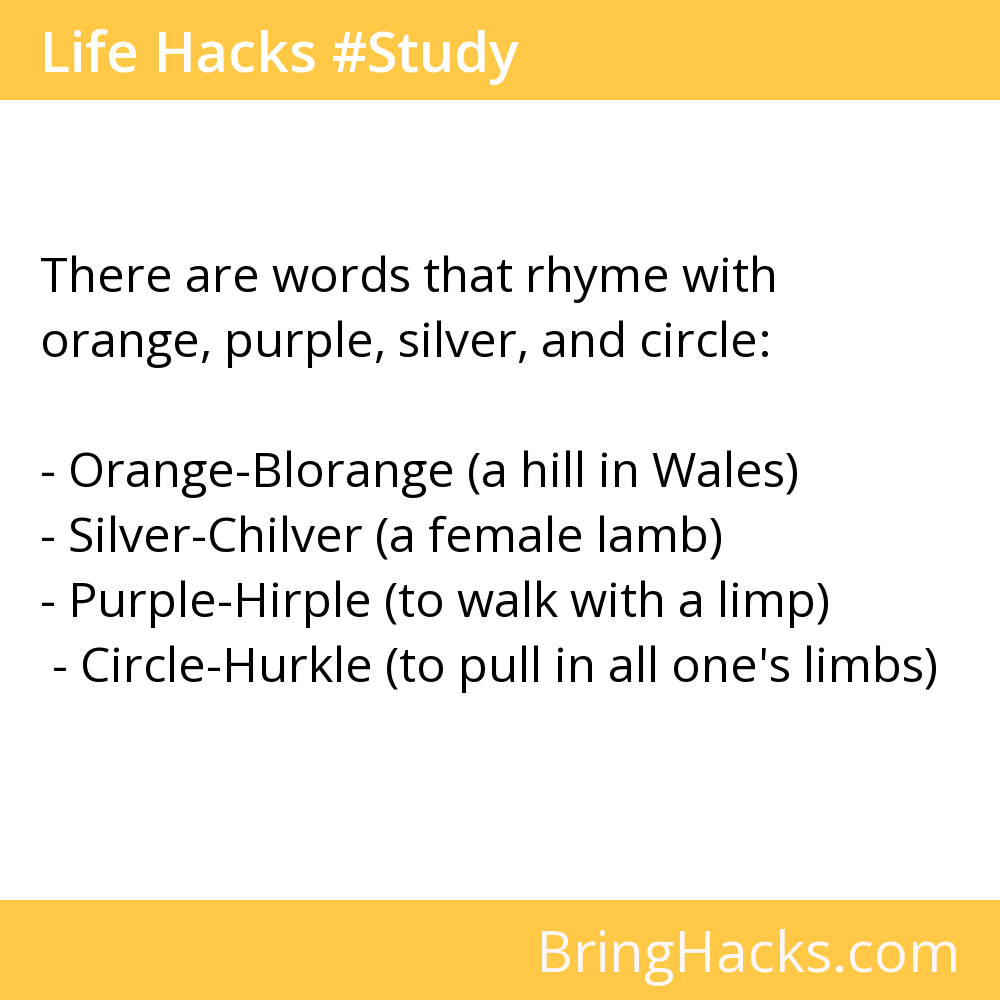 Life Hacks #Study
There are words that rhyme with
orange, purple, silver, and circle:
- Orange-Blorange (a hill in Wales)
- Silver-Chilver (a female lamb)
- Purple-Hirple (to walk with a limp)
- Circle-Hurkle (to pull in all one's limbs)
BringHacks.com